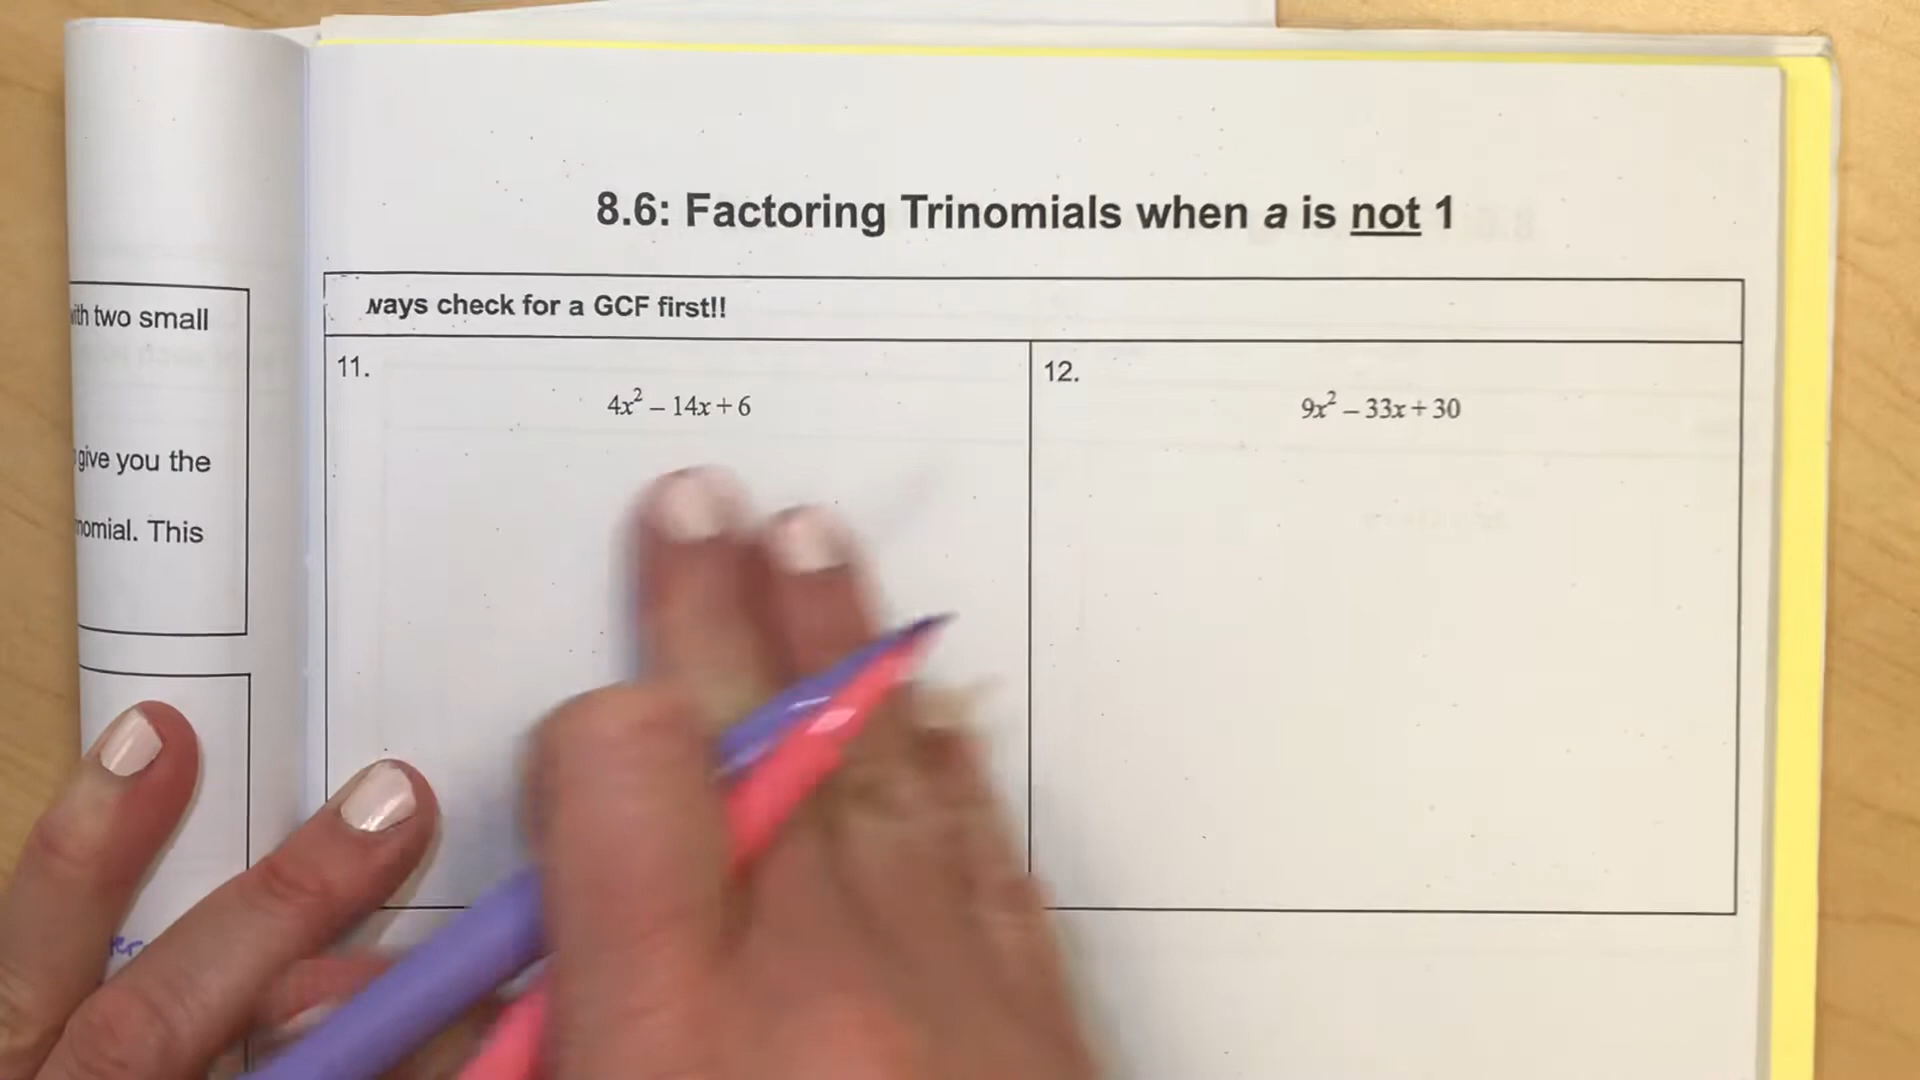 8.6: Factoring Trinomials when a is not 1
ways check for a GCF first!!
11.
4x² – 14x + 6
12.
9x² – 33x + 30
ith two small
give you the
nomial. This
er